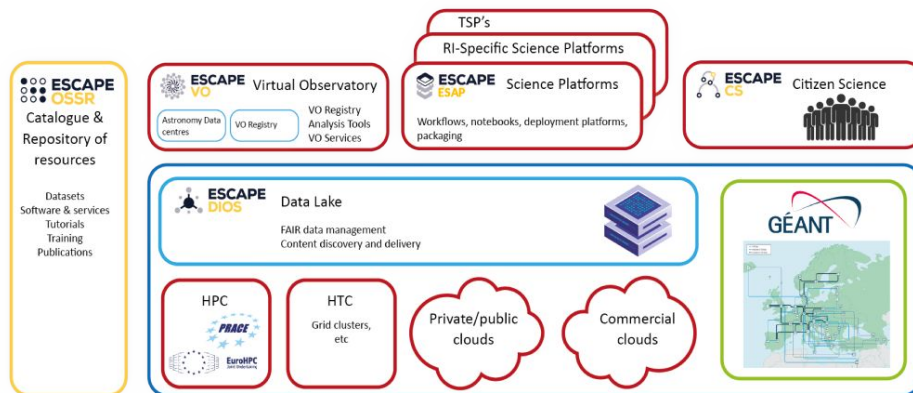 TSP's
RI-Specific Science Platforms
ESCAPE
OSSR
Catalogue &
Repository of
resources
Datasets
Software & services
Tutorials
Training
Publications
ESCAPE
VO
Virtual Observatory
Astronomy Data
centres
VO Registry
VO Registry
Analysis Tools
VO Services
ESCAPE
ESAP
Science Platforms
Workflows, notebooks, deployment platforms,
packaging
ESCAPE
CS
Citizen Science
ESCAPE
DIOS
Data Lake
FAIR data management
Content discovery and delivery
GÉANT
HPC
PRACE
EuroHPC
Joint Undertaking
HTC
Grid clusters,
etc
Private/public
clouds
Commercial
clouds